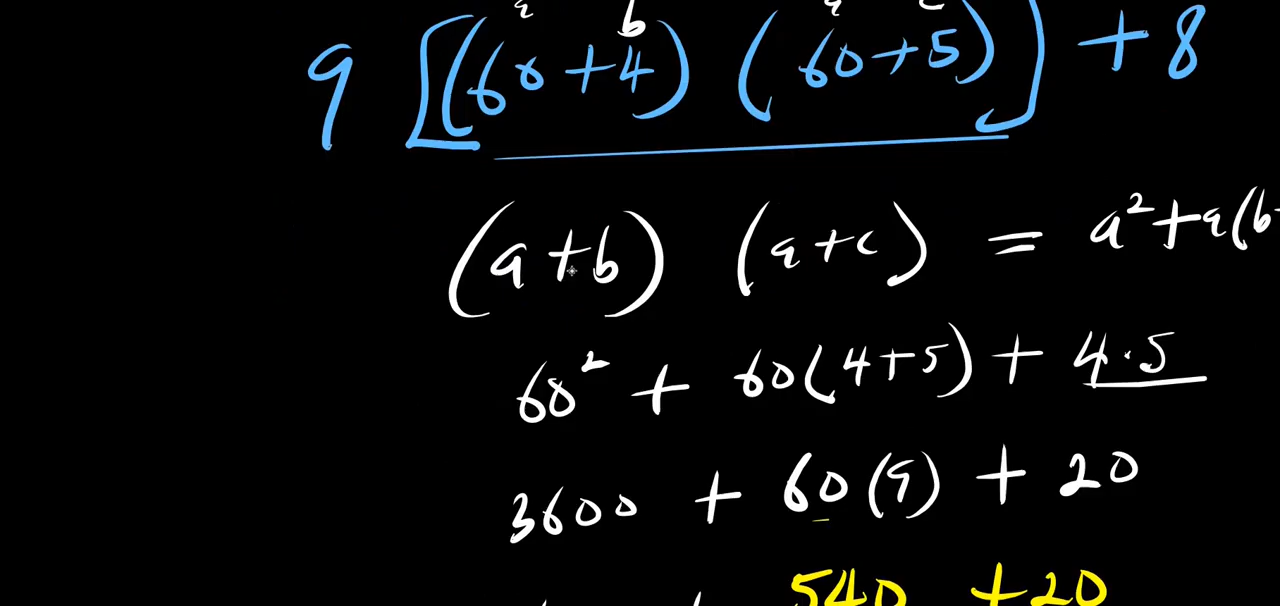 a b a c
9 [(60+4) (60+5)] +8
(a+b) (a+c) = a²+a(b
60² + 60(4+5) + 4·5
3600 + 60(9) + 20
540 +20